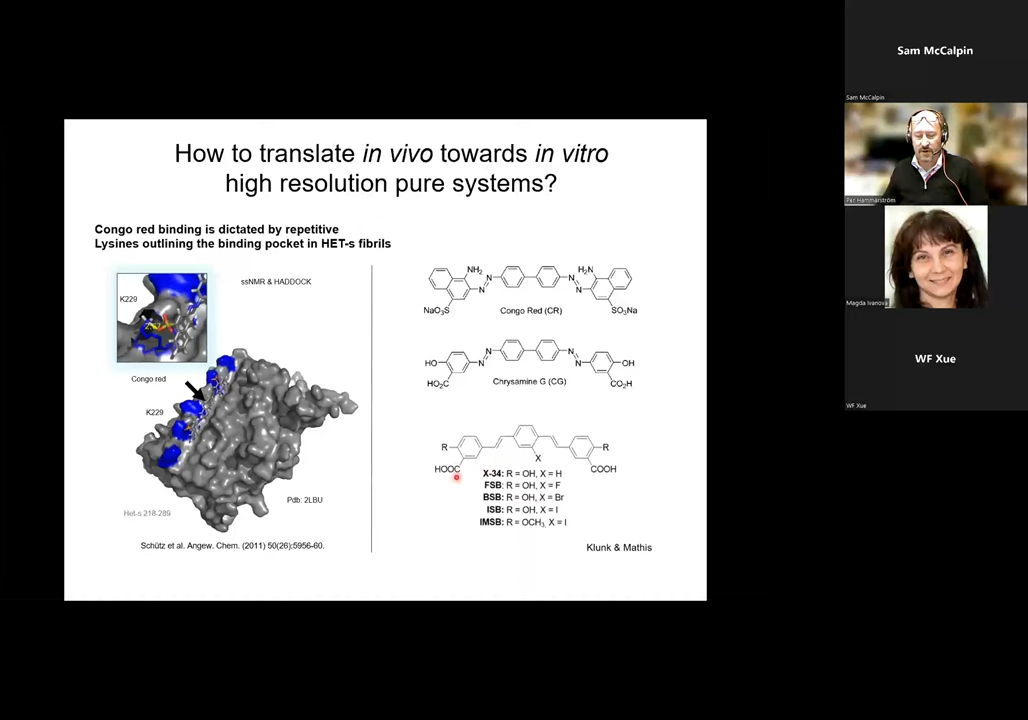 How to translate in vivo towards in vitro
high resolution pure systems?
Congo red binding is dictated by repetitive
Lysines outlining the binding pocket in HET-s fibrils
ssNMR & HADDOCK
K229
Congo red
K229
Pdb: 2LBU
Het-s 218-289
Schütz et al. Angew. Chem. (2011) 50(26):5956-60.
NH₂
H₂N
N
N
N
N
NaO₃S
SO₃Na
Congo Red (CR)
HO
N
N
N
N
OH
HO₂C
CO₂H
Chrysamine G (CG)
R
R
X
HOOC
COOH
X-34: R = OH, X = H
FSB: R = OH, X = F
BSB: R = OH, X = Br
ISB: R = OH, X = I
IMSB: R = OCH₃, X = I
Klunk & Mathis
Sam McCalpin
Sam McCalpin
Per Hammarström
Magda Ivanova
WF Xue
WF Xue